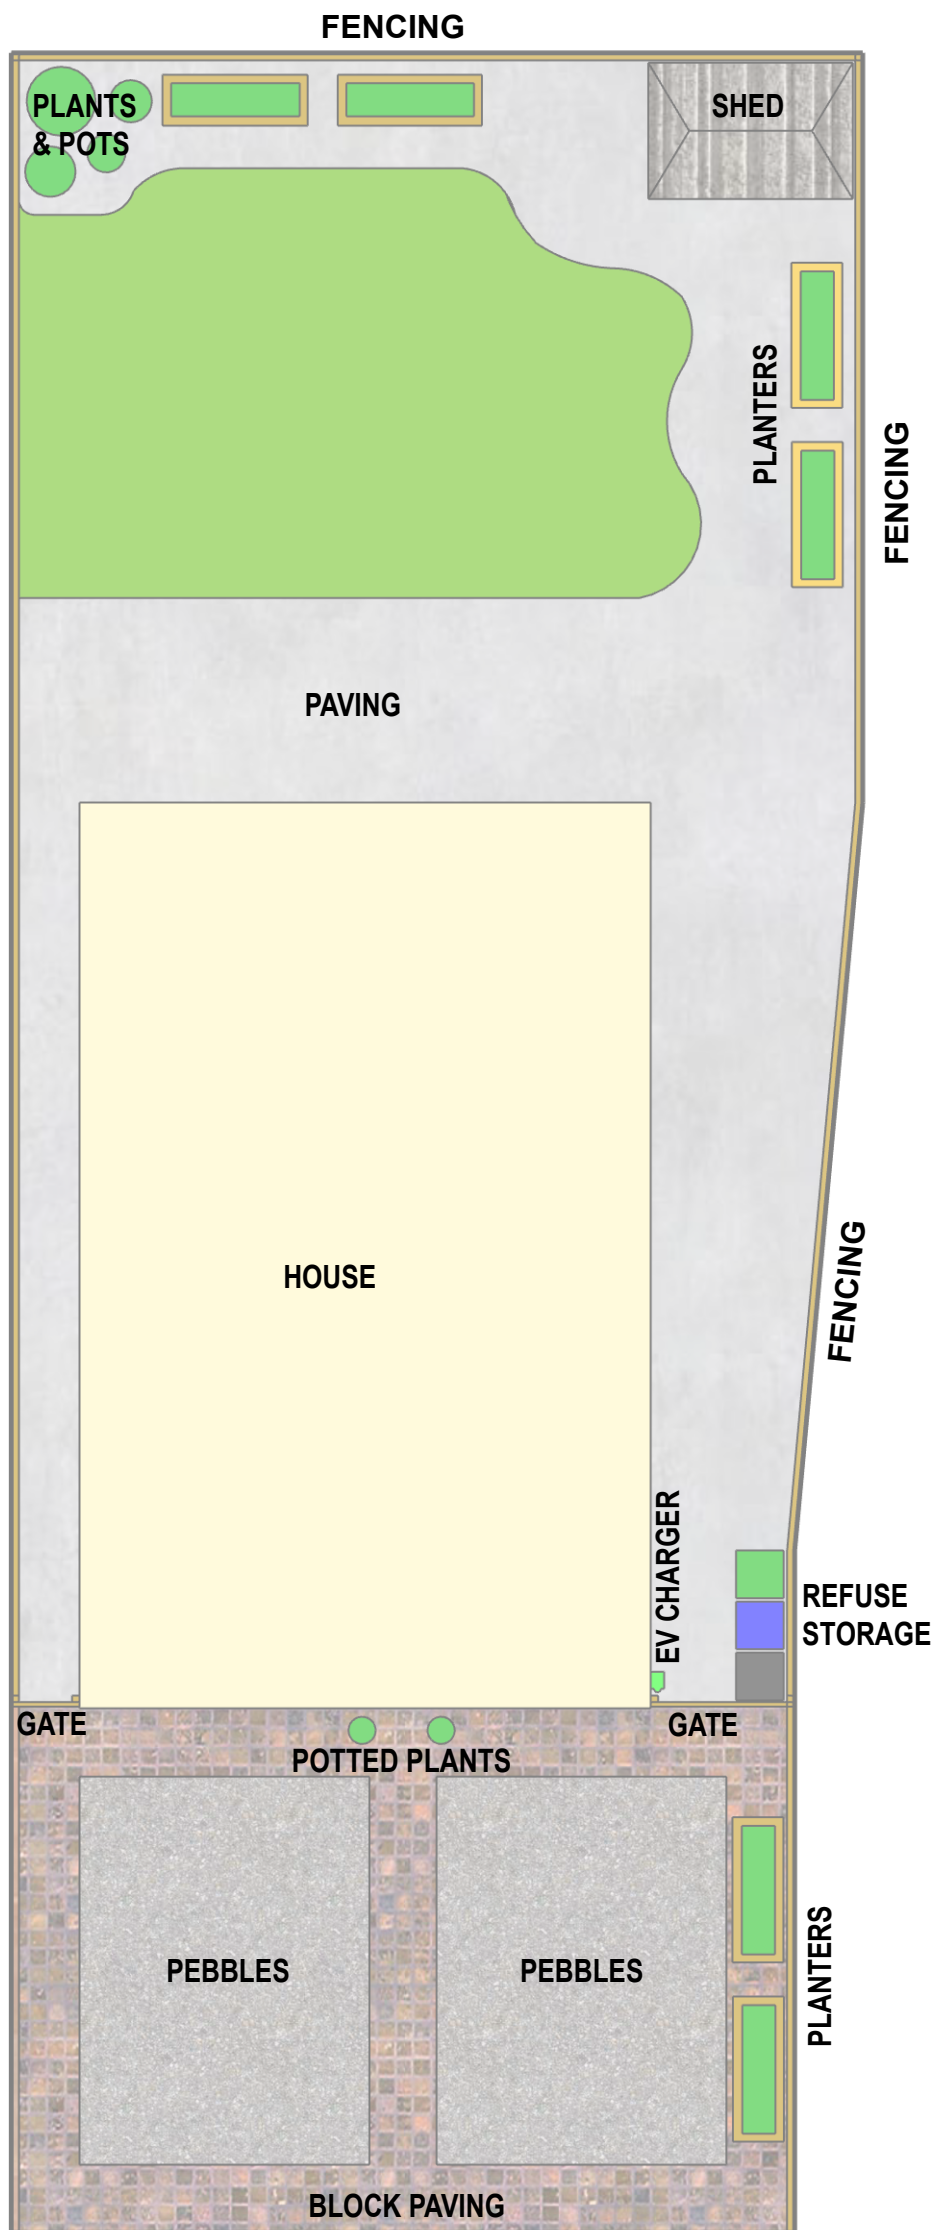 FENCING
PLANTS
& POTS
SHED
PLANTERS
FENCING
PAVING
HOUSE
FENCING
EV CHARGER
REFUSE
STORAGE
GATE
GATE
POTTED PLANTS
PEBBLES
PEBBLES
PLANTERS
BLOCK PAVING